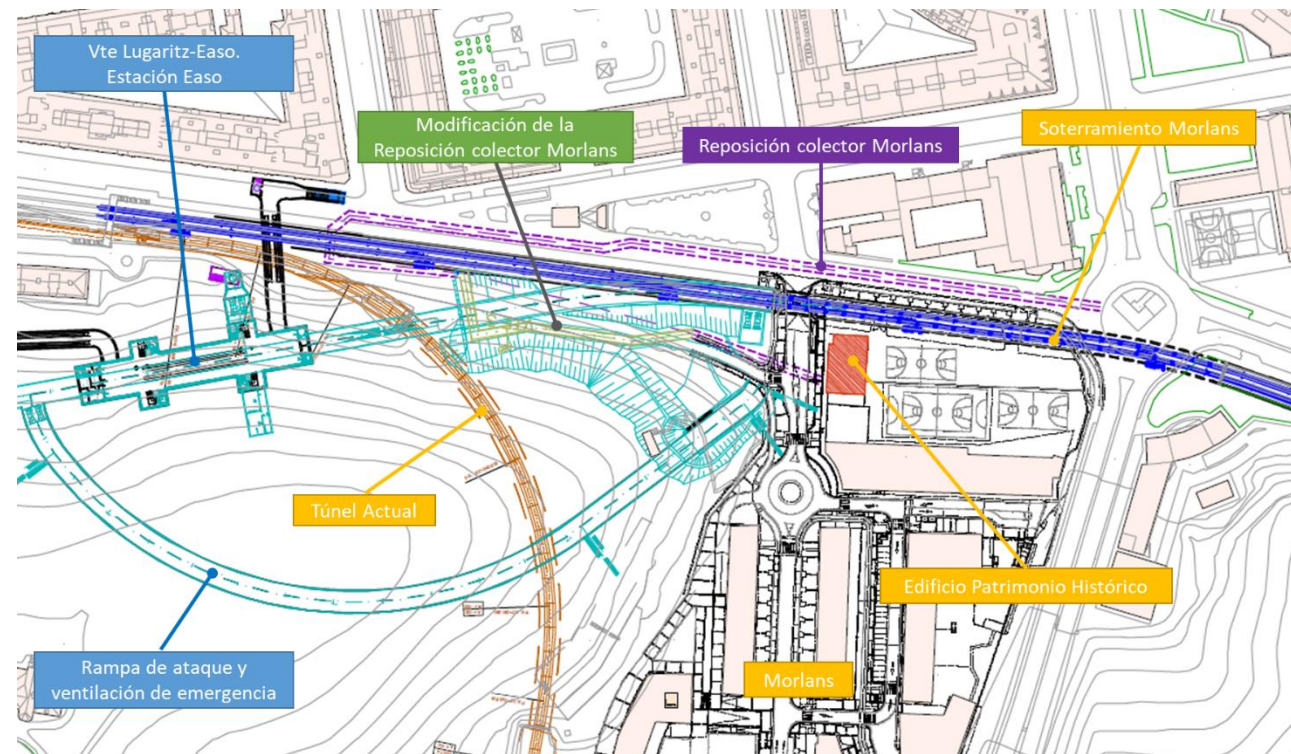 Vte Lugaritz-Easo.
Estación Easo
Modificación de la
Reposición colector Morlans
Reposición colector Morlans
Soterramiento Morlans
Túnel Actual
Edificio Patrimonio Histórico
Rampa de ataque y
ventilación de emergencia
Morlans